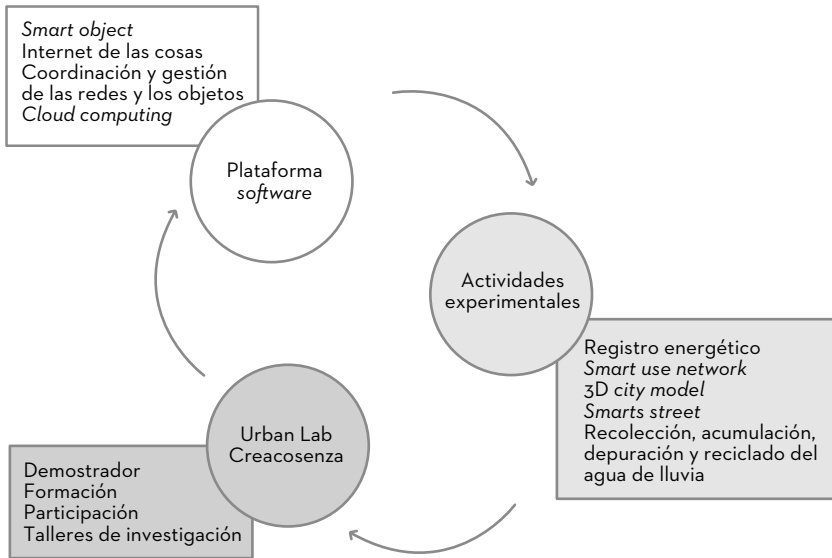 Smart object
Internet de las cosas
Coordinación y gestión
de las redes y los objetos
Cloud computing
Plataforma
software
Actividades
experimentales
Registro energético
Smart use network
3D city model
Smarts street
Recolección, acumulación,
depuración y reciclado del
agua de lluvia
Urban Lab
Creacosenza
Demostrador
Formación
Participación
Talleres de investigación